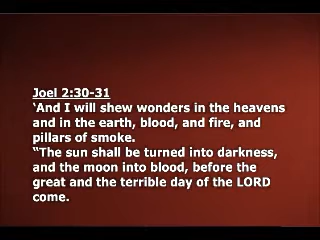 Joel 2:30-31
‘And I will shew wonders in the heavens
and in the earth, blood, and fire, and
pillars of smoke.
“The sun shall be turned into darkness,
and the moon into blood, before the
great and the terrible day of the LORD
come.